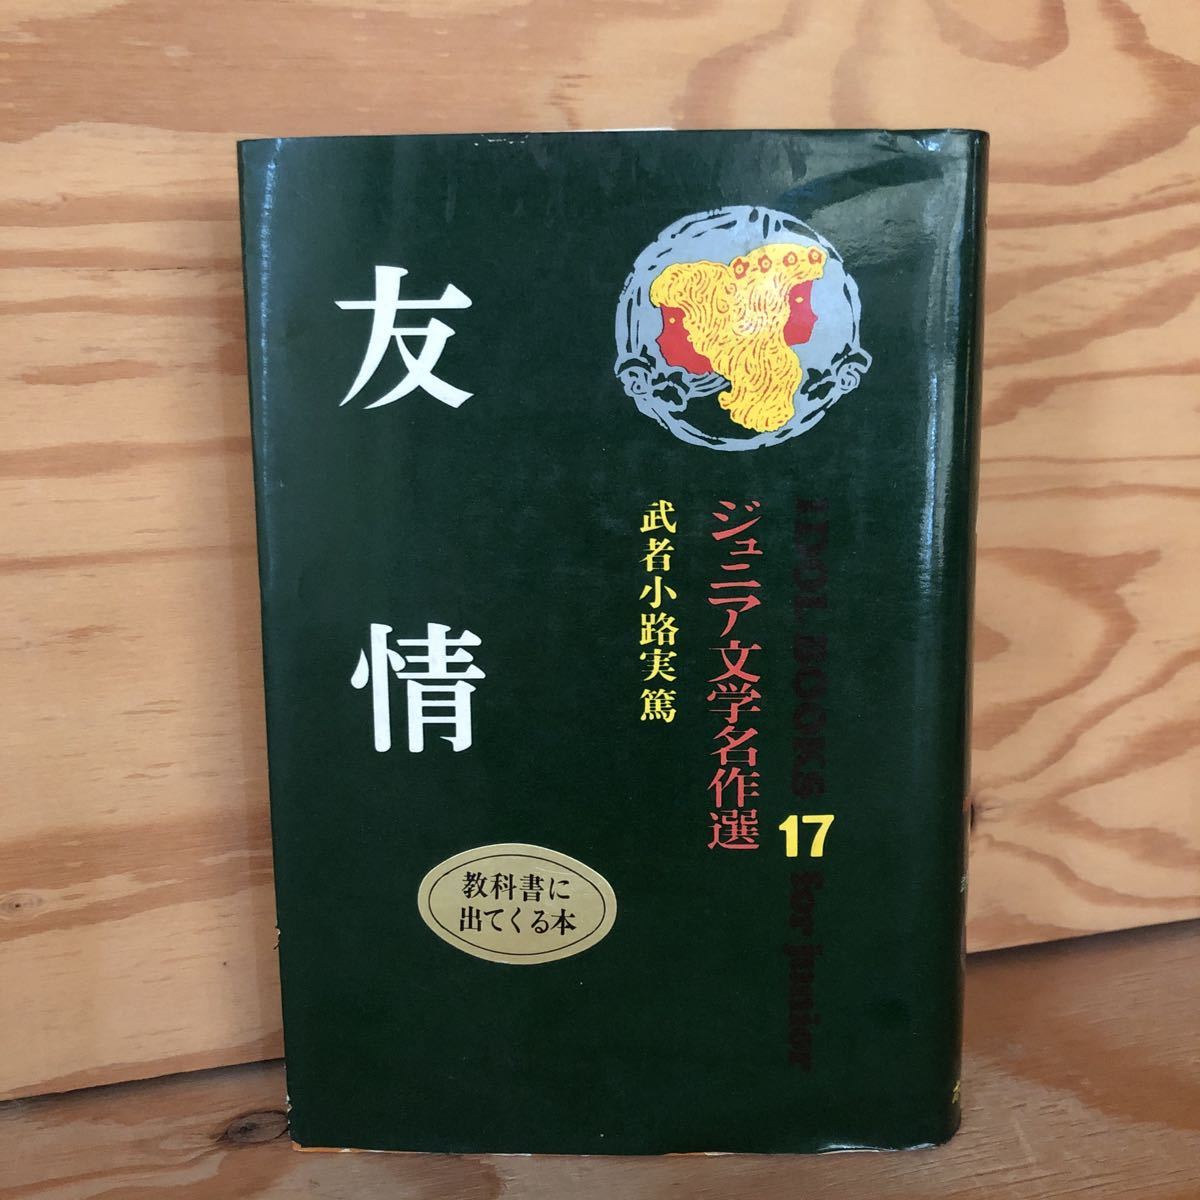 友情
武者小路実篤
ジュニア文学名作選
IDOL BOOKS 17 for junior
教科書に
出てくる本